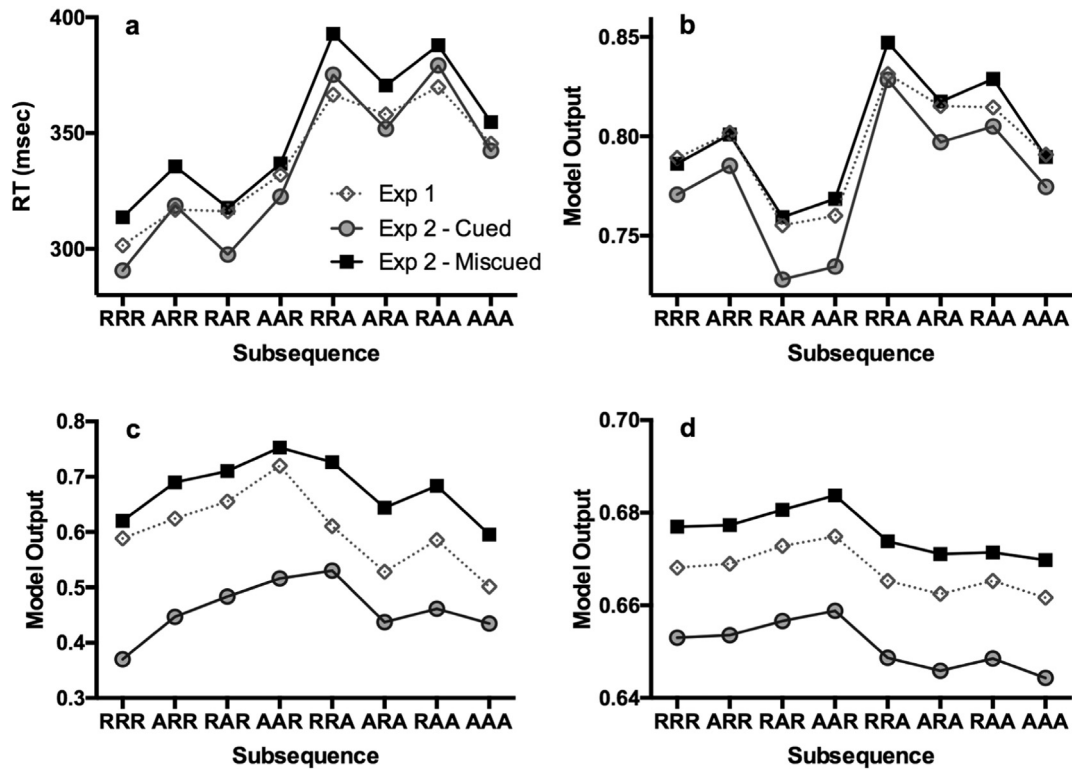 a
400
350
300
RT (msec)
Exp 1
Exp 2 - Cued
Exp 2 - Miscued
RRR ARR RAR AAR RRA ARA RAA AAA
Subsequence
b
0.85
0.80
0.75
Model Output
RRR ARR RAR AAR RRA ARA RAA AAA
Subsequence
c
0.8
0.7
0.6
0.5
0.4
0.3
Model Output
RRR ARR RAR AAR RRA ARA RAA AAA
Subsequence
d
0.70
0.68
0.66
0.64
Model Output
RRR ARR RAR AAR RRA ARA RAA AAA
Subsequence